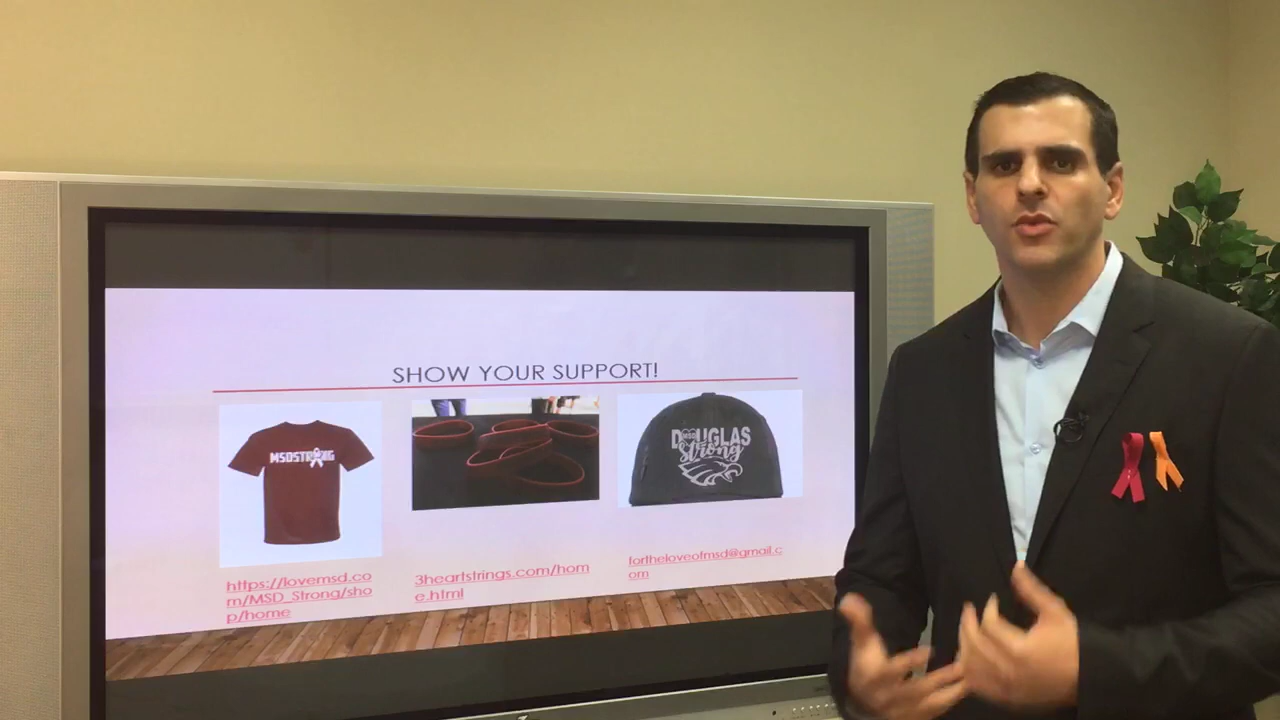 SHOW YOUR SUPPORT!
MSDSTRONG
DOUGLAS
MSD
Strong
https://lovemsd.co
m/MSD_Strong/sho
p/home
3heartstrings.com/hom
e.html
fortheloveofmsd@gmail.c
om